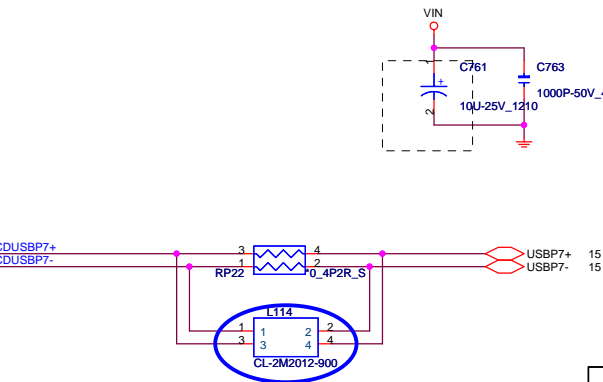 VIN
1
C761
C763
+
1000P-50V_4
10U-25V_1210
2
CDUSBP7+
3
4
USBP7+ 15
CDUSBP7-
1
2
USBP7- 15
RP22
*0_4P2R_S
L114
1
1
2
2
3
3
4
4
CL-2M2012-900